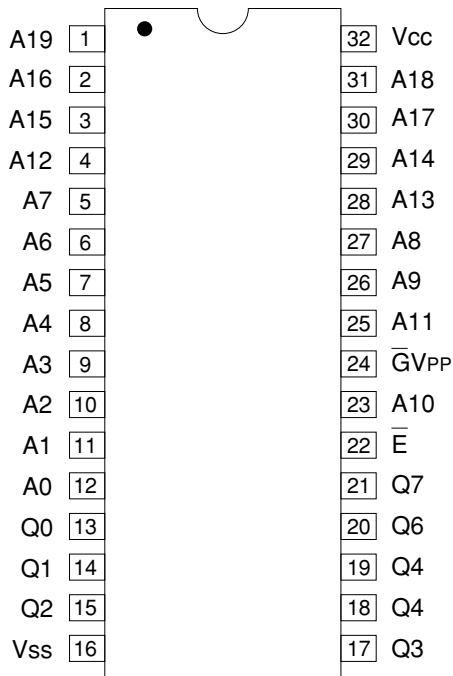 A19 1 32 Vcc
A16 2 31 A18
A15 3 30 A17
A12 4 29 A14
A7 5 28 A13
A6 6 27 A8
A5 7 26 A9
A4 8 25 A11
A3 9 24 G̅VPP
A2 10 23 A10
A1 11 22 E̅
A0 12 21 Q7
Q0 13 20 Q6
Q1 14 19 Q4
Q2 15 18 Q4
Vss 16 17 Q3